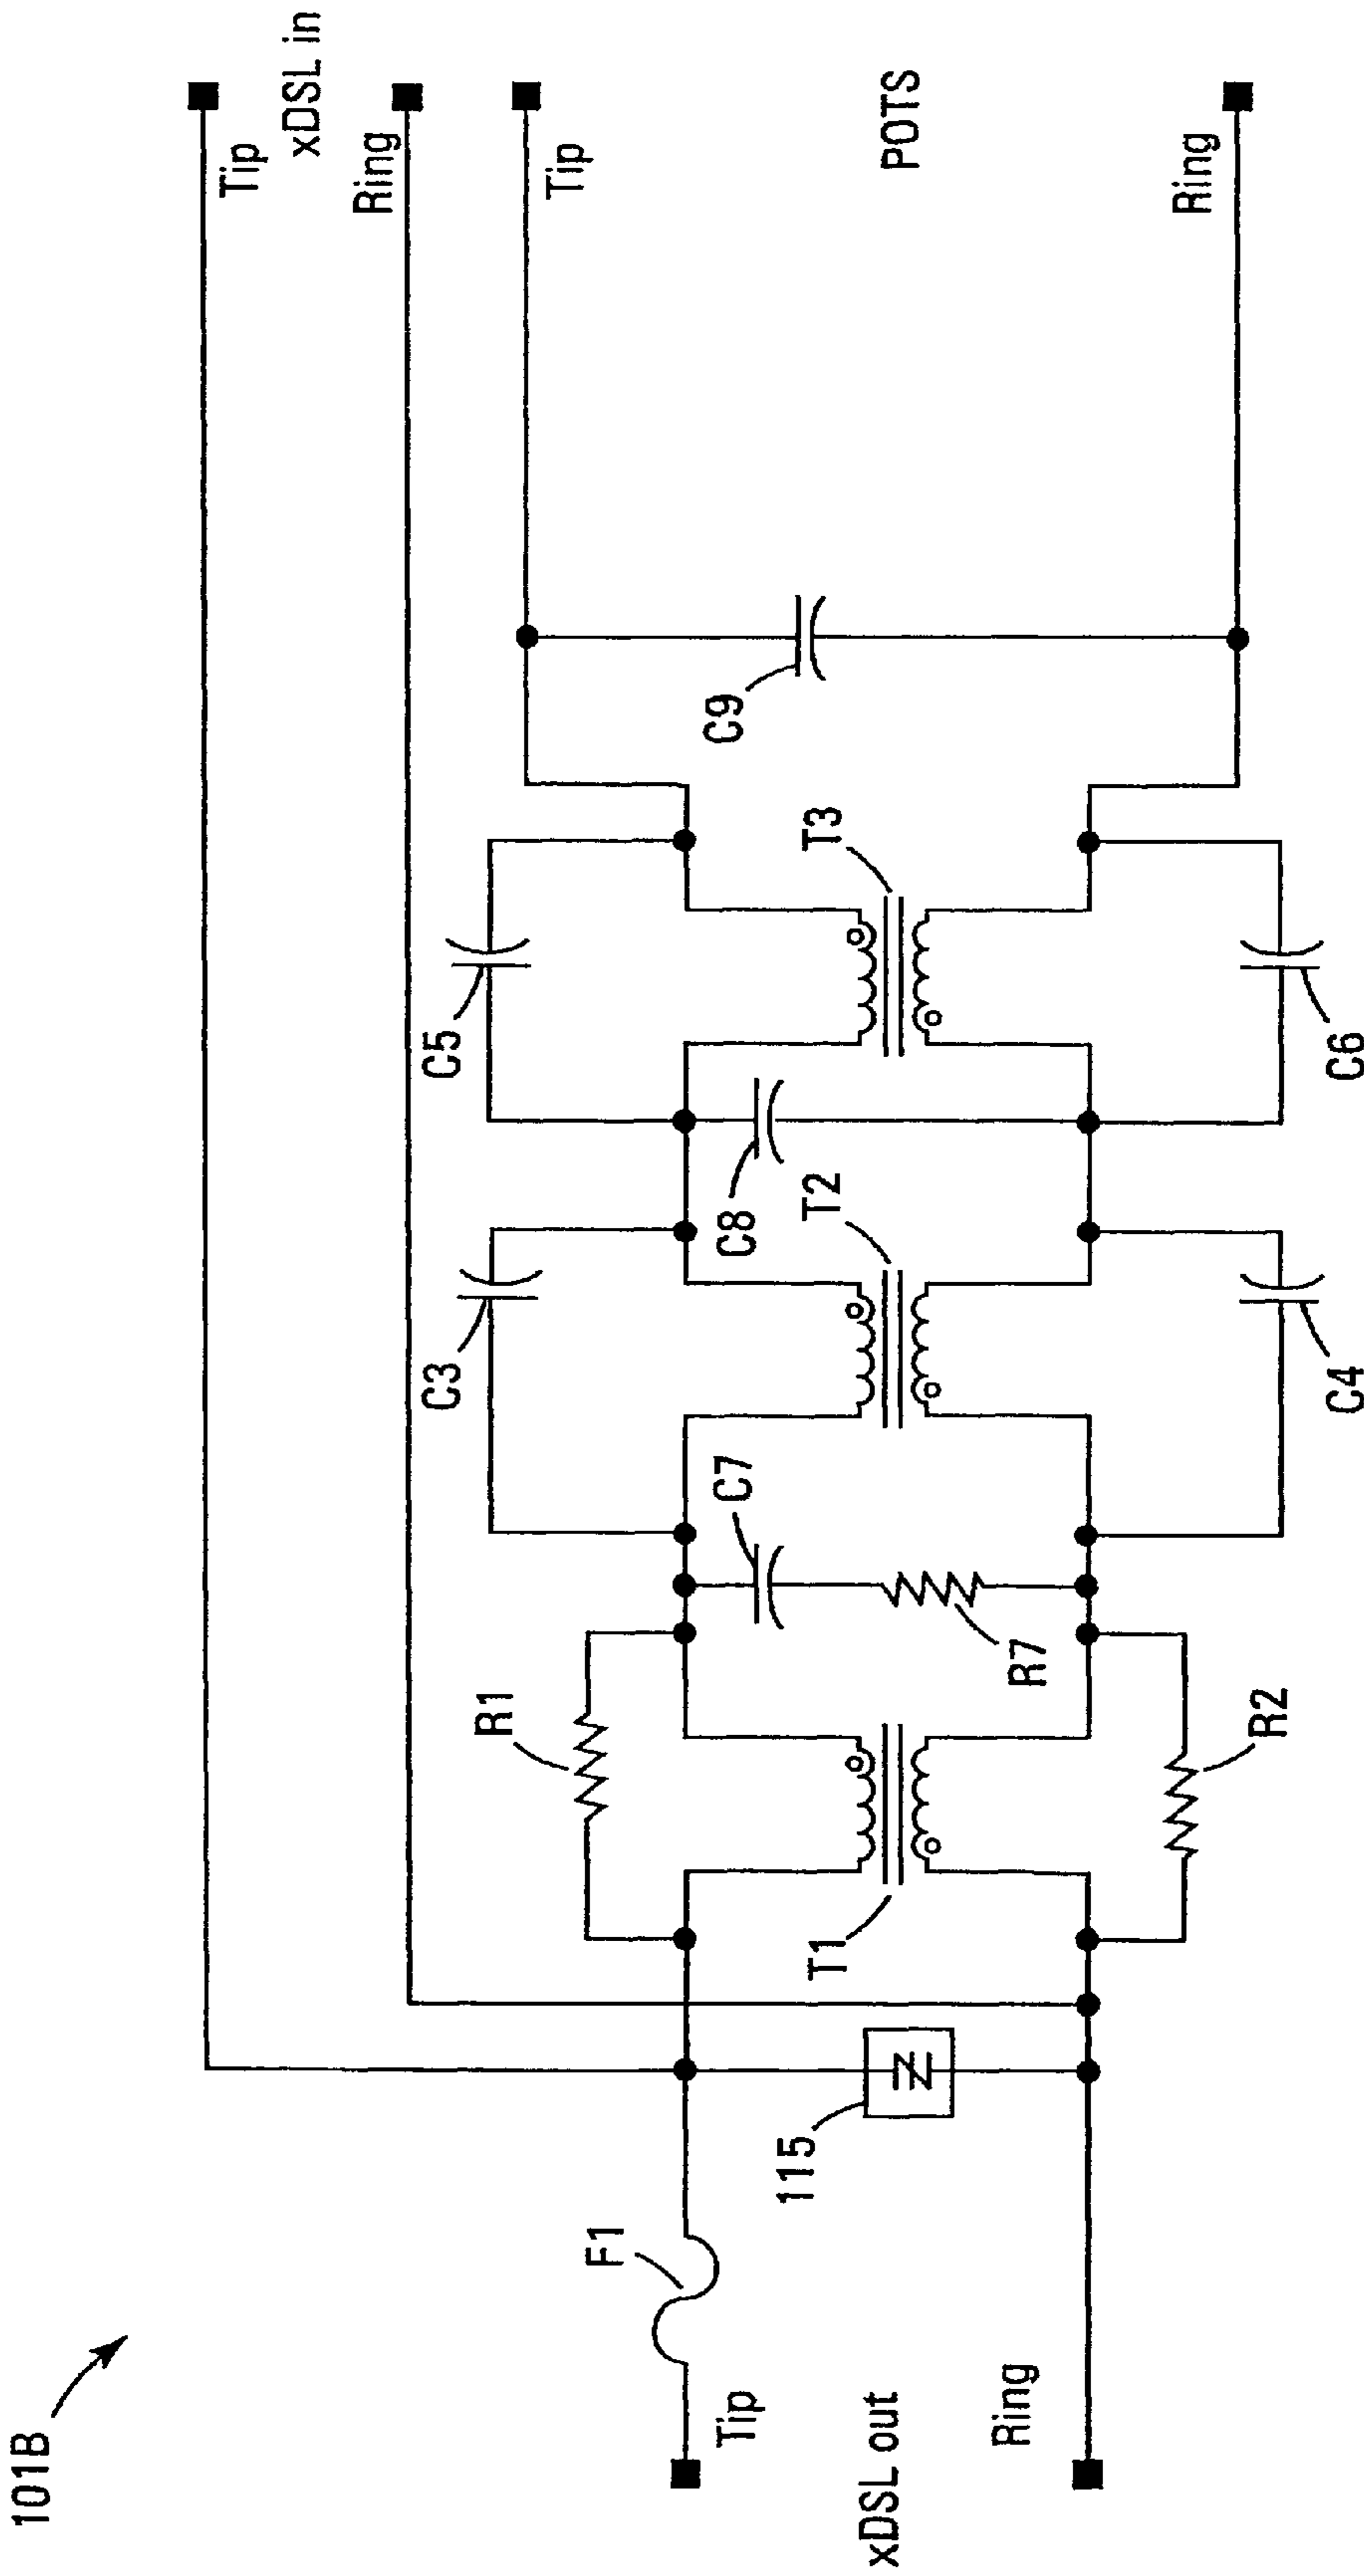 101B
Tip
xDSL in
Ring
Tip
POTS
Ring
C5
C3
R1
F1
Tip
xDSL out
Ring
115
T1
C7
R7
T2
C8
T3
C9
R2
C4
C6